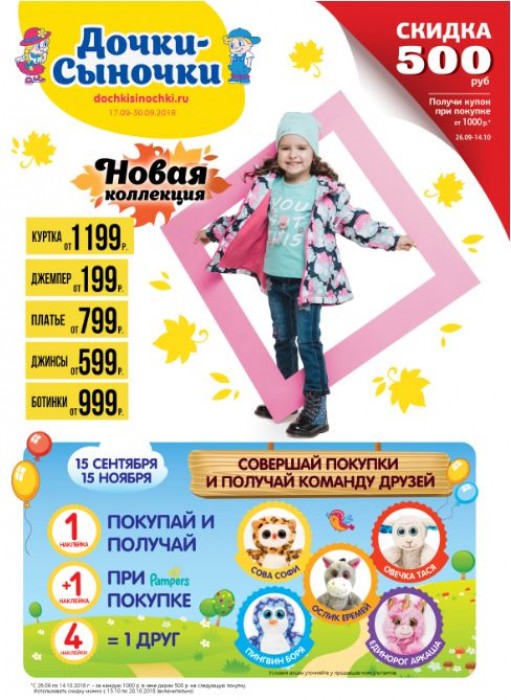 Дочки-
Сыночки
dochkisinochki.ru
17.09-30.09.2018
СКИДКА
500
руб
Получи купон
при покупке
от 1000 р.*
26.09-14.10
Новая
коллекция
YOU
GET
THIS
КУРТКА от 1199 р.
ДЖЕМПЕР от 199 р.
ПЛАТЬЕ от 799 р.
ДЖИНСЫ от 599 р.
БОТИНКИ от 999 р.
15 СЕНТЯБРЯ
15 НОЯБРЯ
СОВЕРШАЙ ПОКУПКИ
И ПОЛУЧАЙ КОМАНДУ ДРУЗЕЙ
1
НАКЛЕЙКА
ПОКУПАЙ И
ПОЛУЧАЙ
+1
НАКЛЕЙКА
ПРИ Pampers
ПОКУПКЕ
4
НАКЛЕЙКИ
= 1 ДРУГ
СОВА СОФИ
ОВЕЧКА ТАСЯ
ОСЛИК ЕРЕМЕЙ
ПИНГВИН БОРЯ
ЕДИНОРОГ АРКАША
Условия акции уточняйте у продавцов-консультантов
*С 26.09 по 14.10.2018 г. - за каждую 1000 р. в чеке дарим 500 р. на следующую покупку.
Использовать скидку можно с 15.10 по 28.10.2018 включительно.